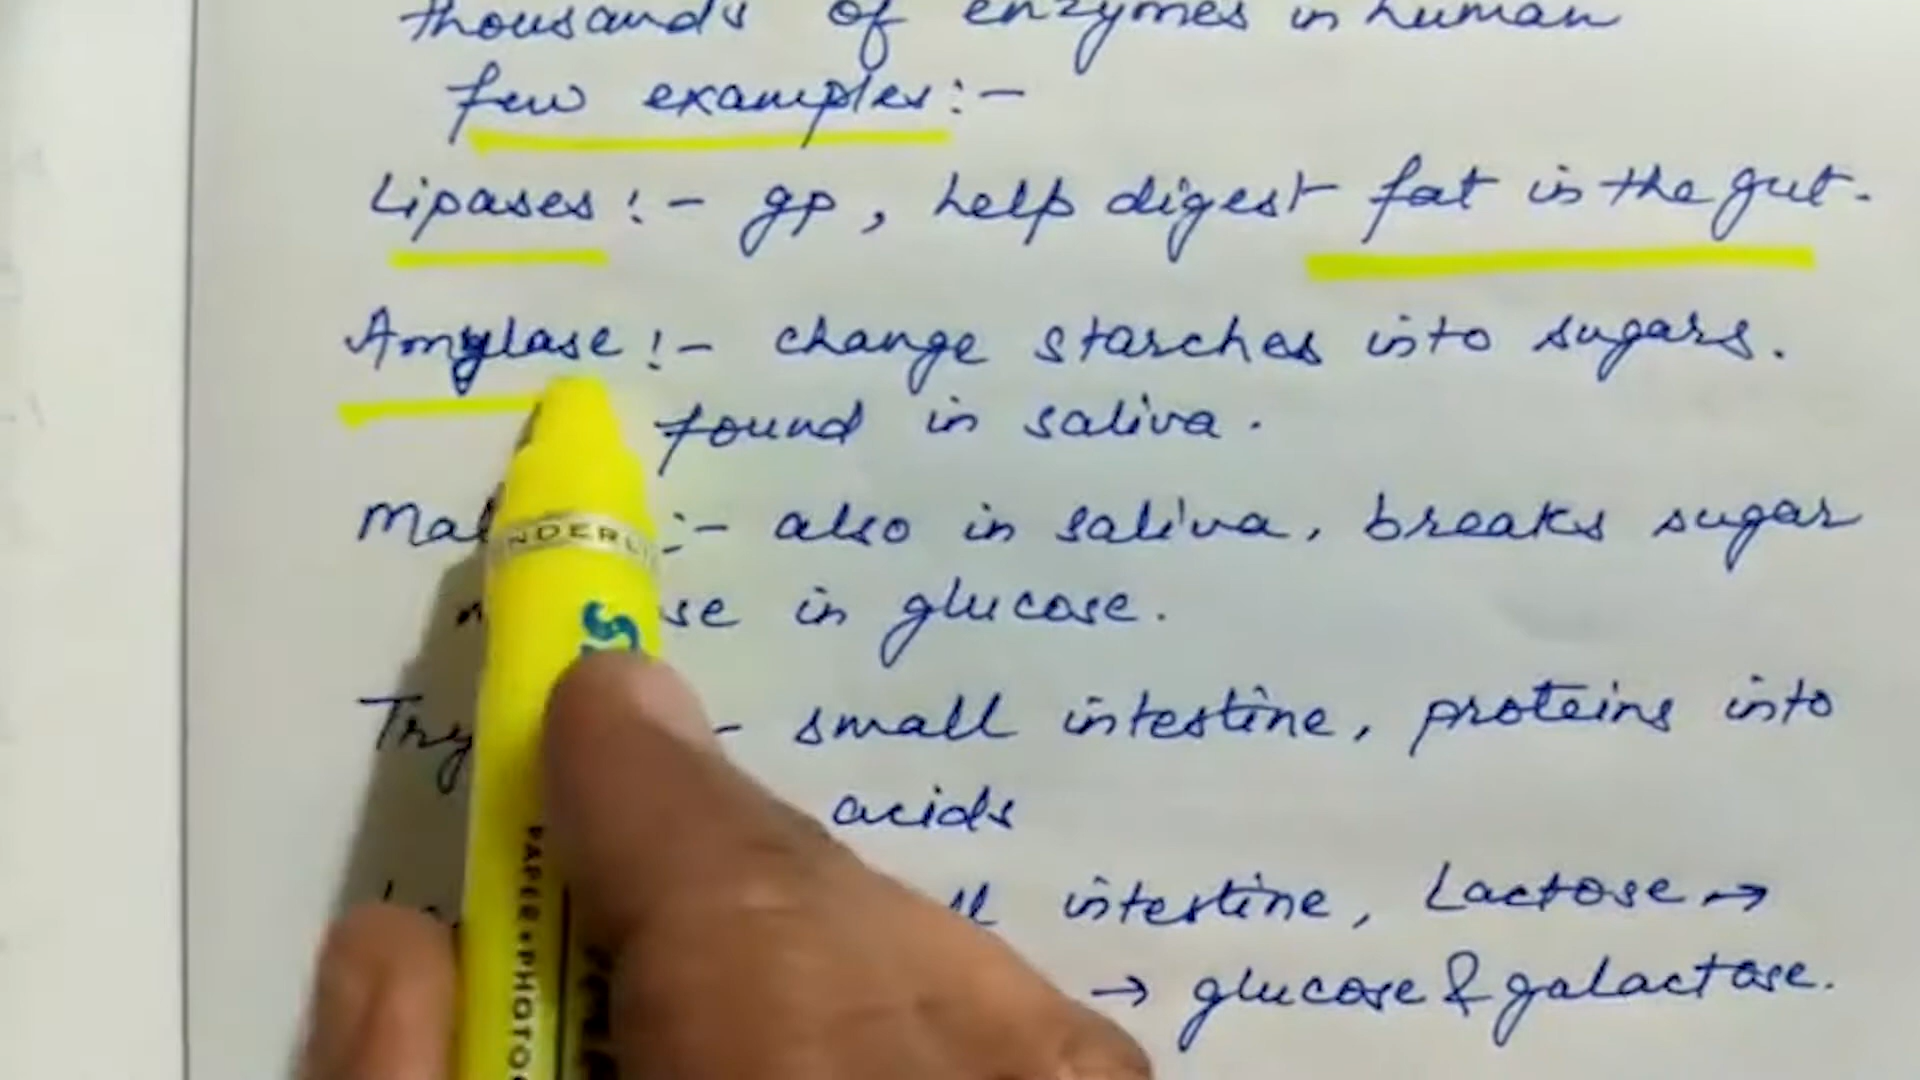 thousands of enzymes in human
few examples:-
Lipases :- gp, help digest fat in the gut.
Amylase :- change starches into sugars.
found in saliva.
:- also in saliva, breaks sugar
in glucose.
- small intestine, proteins into
acids
intestine, Lactose →
→ glucose & galactose.
PAPER•PHOTO